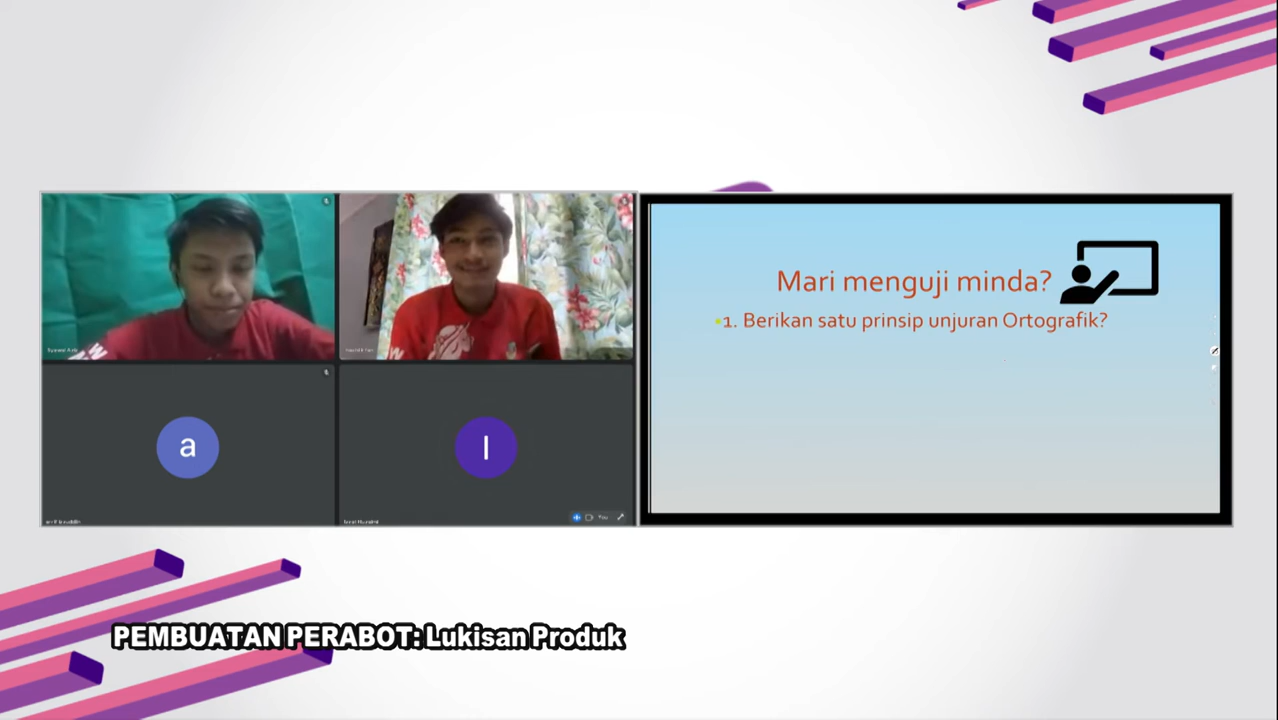 Mari menguji minda?
1. Berikan satu prinsip unjuran Ortografik?
a
l
PEMBUATAN PERABOT: Lukisan Produk